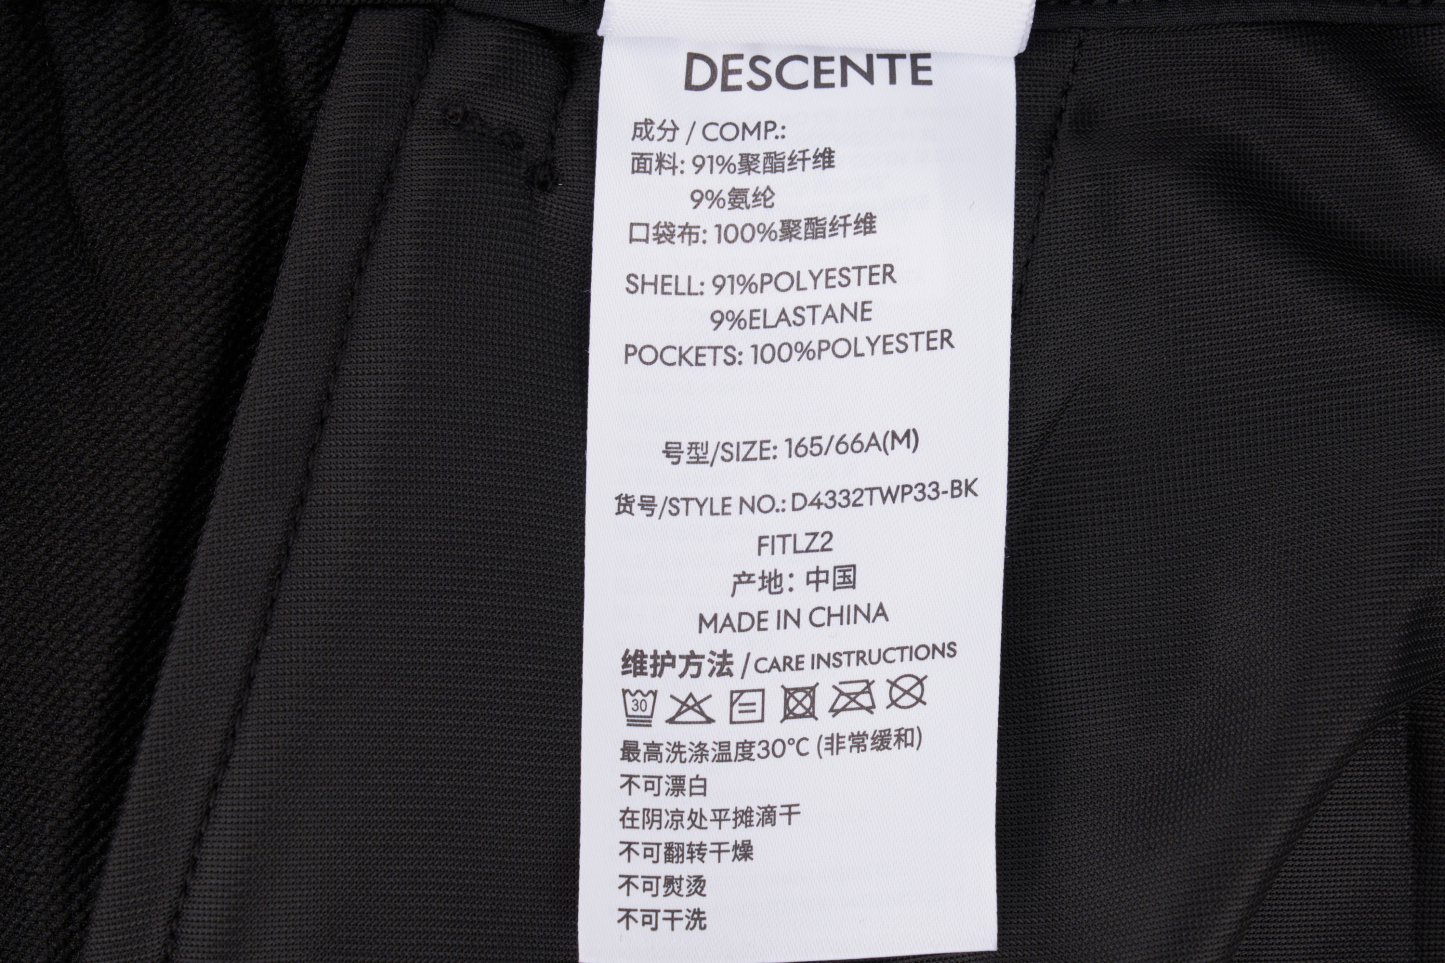 DESCENTE
成分 / COMP.:
面料: 91%聚酯纤维
9%氨纶
口袋布: 100%聚酯纤维
SHELL: 91%POLYESTER
9%ELASTANE
POCKETS: 100%POLYESTER
号型/SIZE: 165/66A(M)
货号/STYLE NO.: D4332TWP33-BK
FITLZ2
产地: 中国
MADE IN CHINA
维护方法 / CARE INSTRUCTIONS
30
最高洗涤温度30℃ (非常缓和)
不可漂白
在阴凉处平摊滴干
不可翻转干燥
不可熨烫
不可干洗